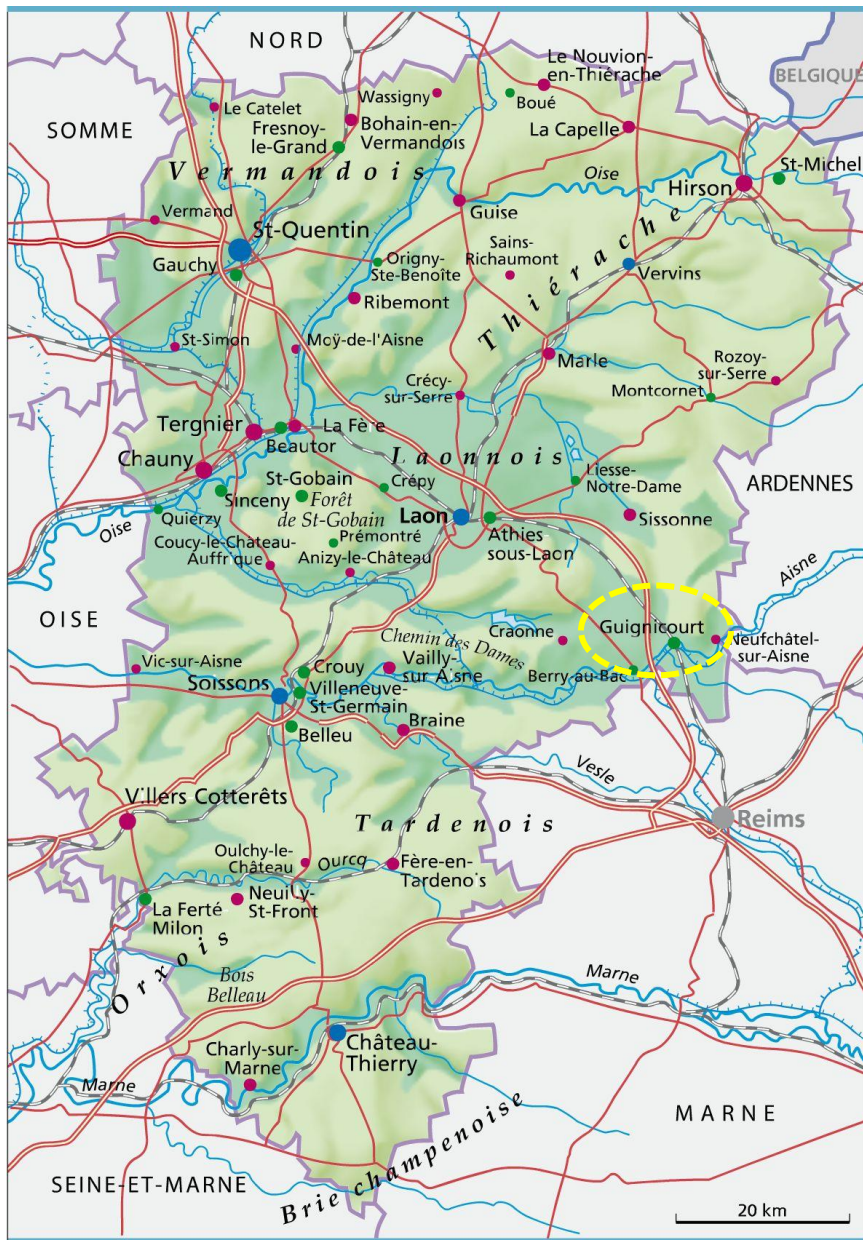 NORD
BELGIQUE
SOMME
Le Nouvion-
en-Thiérache
Wassigny
Boué
Le Catelet
Fresnoy-
le-Grand
Bohain-en-
Vermandois
La Capelle
Vermandois
Oise
St-Michel
Hirson
Vermand
Guise
St-Quentin
Gauchy
Origny-
Ste-Benoîte
Sains-
Richaumont
Thiérache
Vervins
Ribemont
St-Simon
Moÿ-de-l'Aisne
Marle
Rozoy-
sur-Serre
Crécy-
sur-Serre
Montcornet
Tergnier
La Fère
Beautor
Chauny
Laonnois
St-Gobain
Crépy
Liesse-
Notre-Dame
ARDENNES
Sinceny
Forêt
de St-Gobain
Quierzy
Oise
Laon
Athies
sous-Laon
Sissonne
Prémontré
Coucy-le-Château-
Auffr'que
Anizy-le-Château
Aisne
OISE
Guignicourt
Craonne
Chemin des Dames
Neufchâtel-
sur-Aisne
Vic-sur-Aisne
Crouy
Vailly-
sur Aisne
Berry-au-Bac
Soissons
Villeneuve-
St-Germain
Braine
Belleu
Vesle
Villers Cotterêts
Tardenois
Reims
Oulchy-le-
Château
Ourcq
Fère-en-
Tardeno's
La Ferté
Milon
Neuilly-
St-Front
Orxois
Bois
Belleau
Marne
Château-
Thierry
Charly-sur-
Marne
Marne
MARNE
Brie champenoise
SEINE-ET-MARNE
20 km